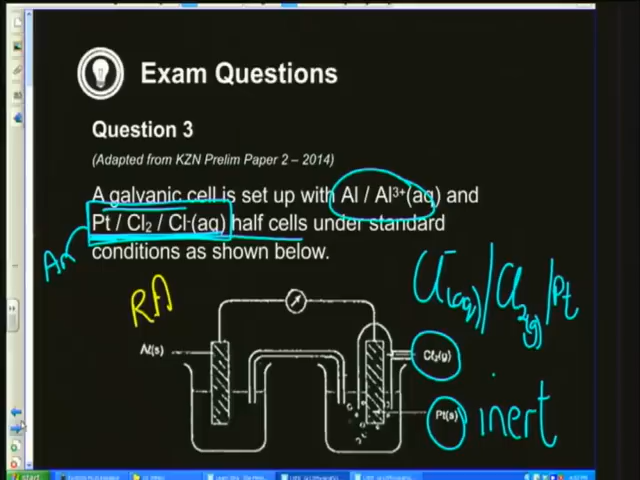 Exam Questions
Question 3
(Adapted from KZN Prelim Paper 2 – 2014)
A galvanic cell is set up with Al / Al³⁺(aq) and
Pt / Cl₂ / Cl⁻(aq) half cells under standard
conditions as shown below.
An
RA
Cl⁻(aq)/Cl₂(g)/Pt
Al(s)
Cl₂(g)
Pt(s)
inert
start